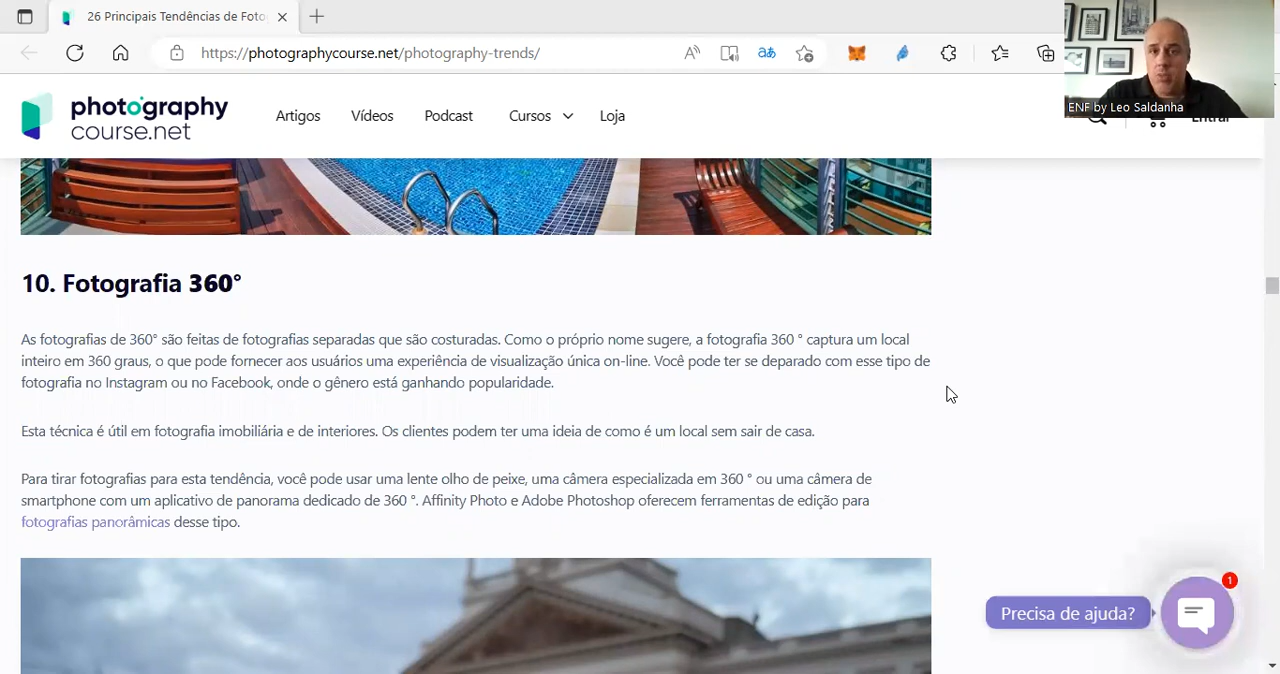 26 Principais Tendências de Foto
https://photographycourse.net/photography-trends/
ENF by Leo Saldanha
photography
course.net
Artigos
Vídeos
Podcast
Cursos
Loja
Entrar
10. Fotografia 360°
As fotografias de 360° são feitas de fotografias separadas que são costuradas. Como o próprio nome sugere, a fotografia 360 ° captura um local
inteiro em 360 graus, o que pode fornecer aos usuários uma experiência de visualização única on-line. Você pode ter se deparado com esse tipo de
fotografia no Instagram ou no Facebook, onde o gênero está ganhando popularidade.
Esta técnica é útil em fotografia imobiliária e de interiores. Os clientes podem ter uma ideia de como é um local sem sair de casa.
Para tirar fotografias para esta tendência, você pode usar uma lente olho de peixe, uma câmera especializada em 360 ° ou uma câmera de
smartphone com um aplicativo de panorama dedicado de 360 °. Affinity Photo e Adobe Photoshop oferecem ferramentas de edição para
fotografias panorâmicas desse tipo.
1
Precisa de ajuda?